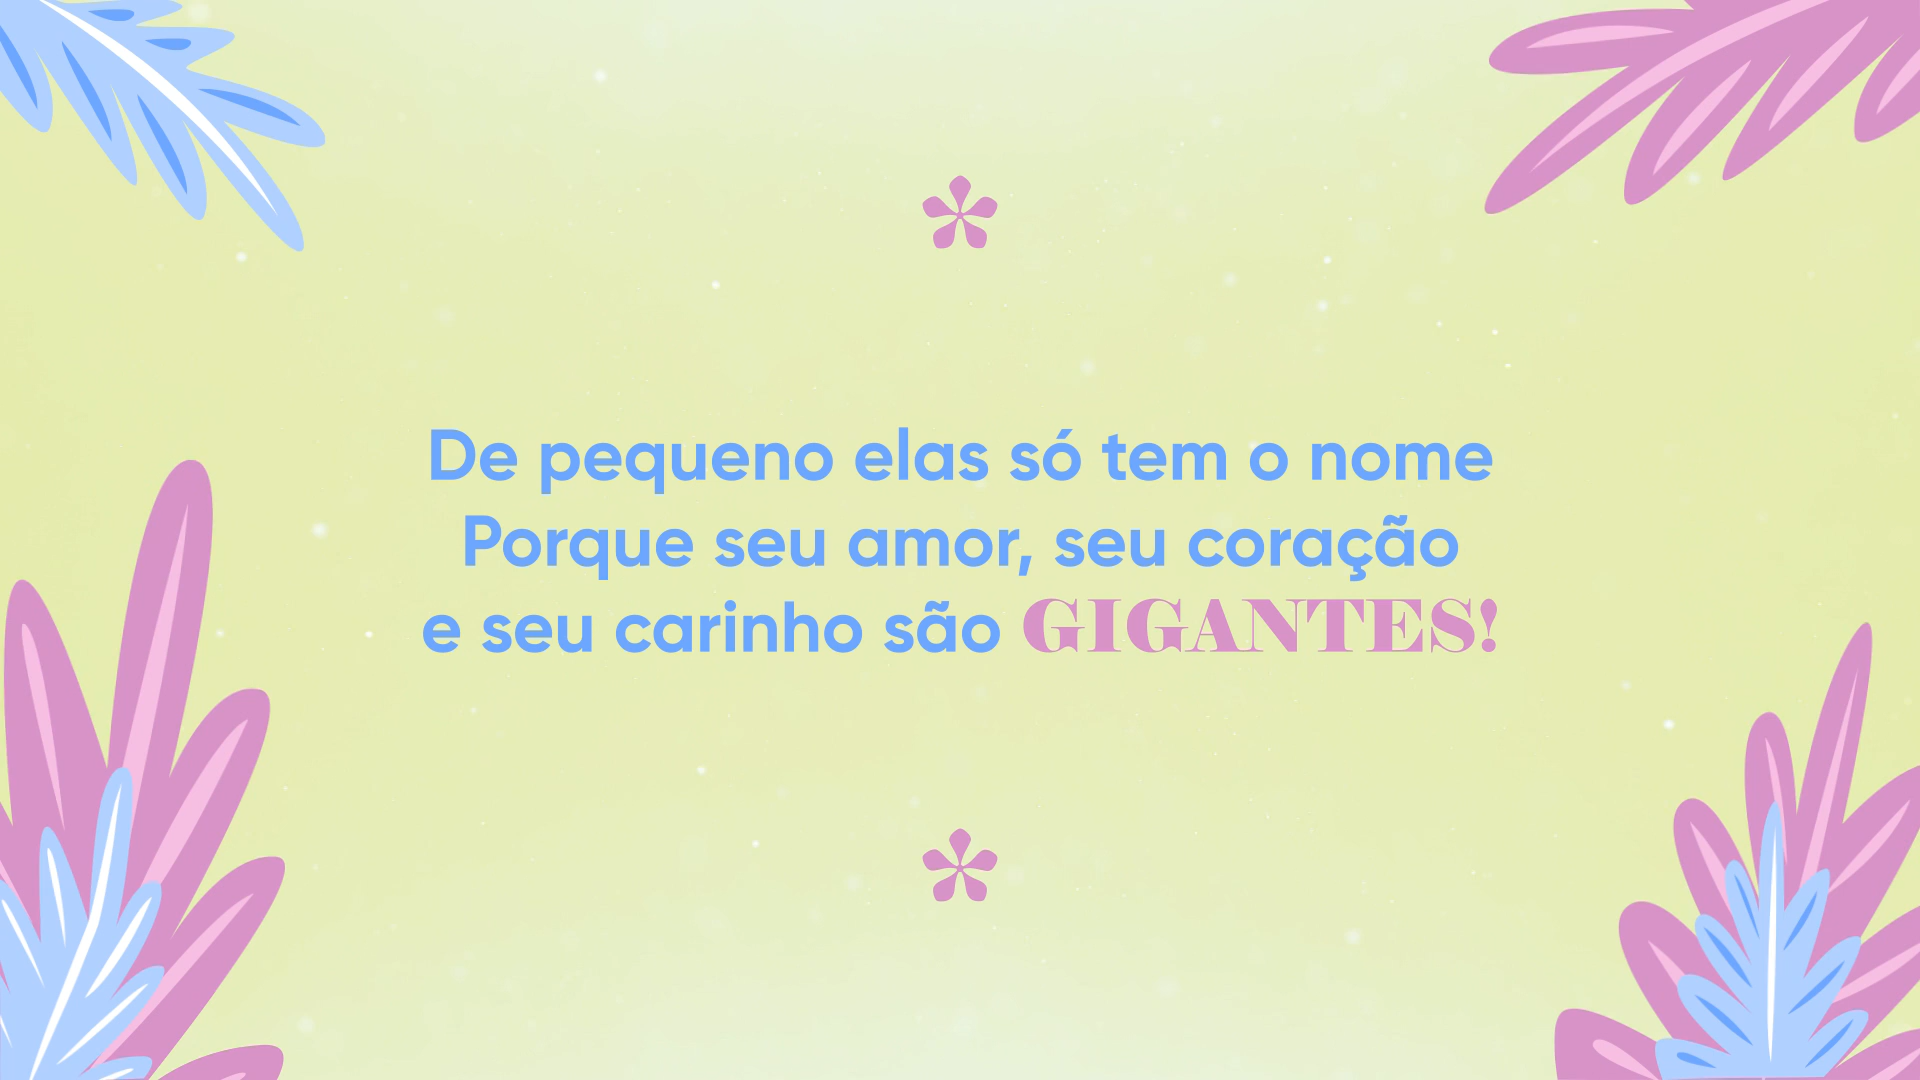 De pequeno elas só tem o nome
Porque seu amor, seu coração
e seu carinho são GIGANTES!